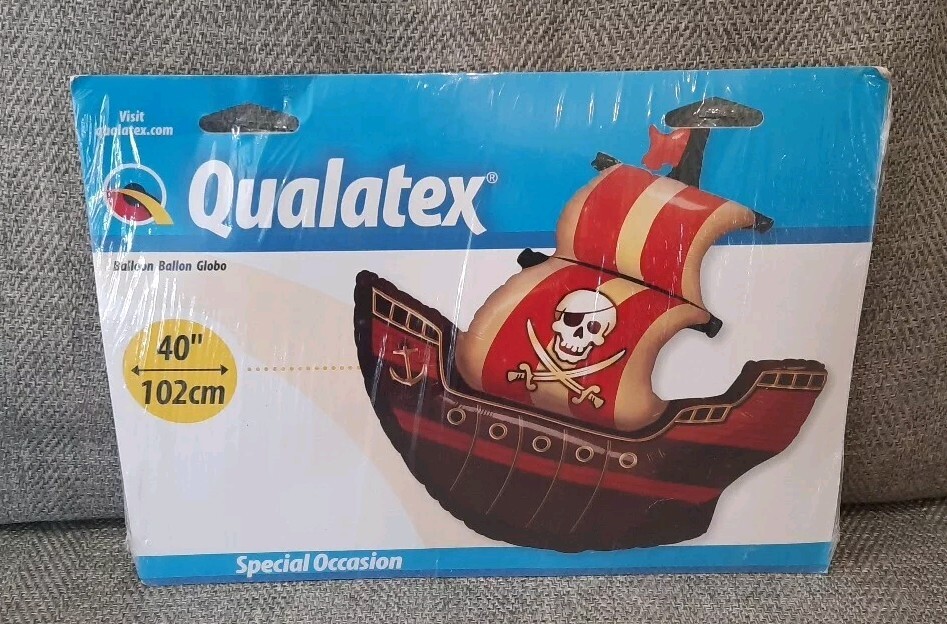 Visit
qualatex.com
Qualatex®
Balloon Ballon Globo
40"
102cm
Special Occasion